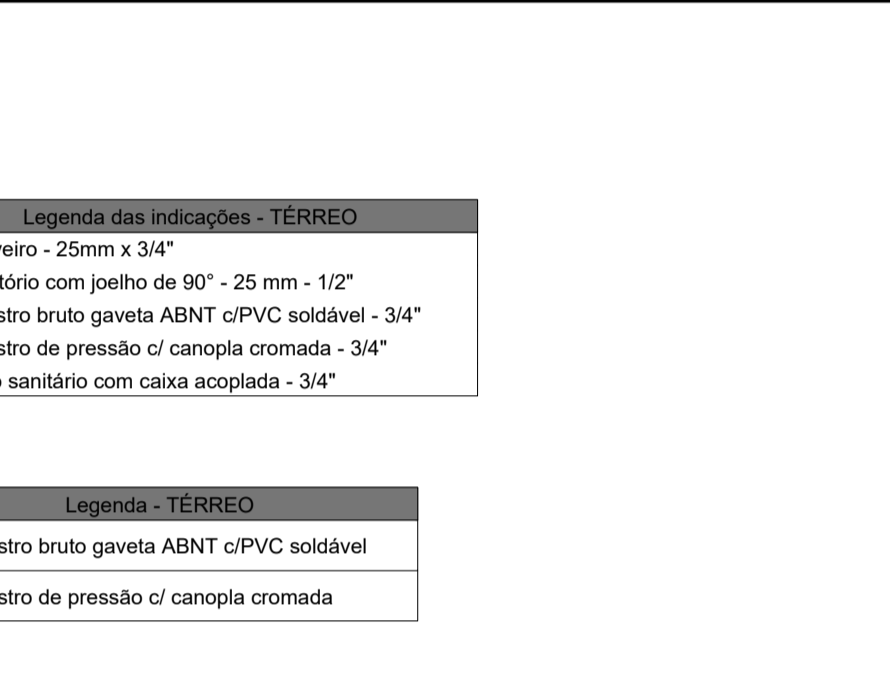 Legenda das indicações - TÉRREO
eiro - 25mm x 3/4"
tório com joelho de 90° - 25 mm - 1/2"
stro bruto gaveta ABNT c/PVC soldável - 3/4"
stro de pressão c/ canopla cromada - 3/4"
sanitário com caixa acoplada - 3/4"
Legenda - TÉRREO
stro bruto gaveta ABNT c/PVC soldável
stro de pressão c/ canopla cromada